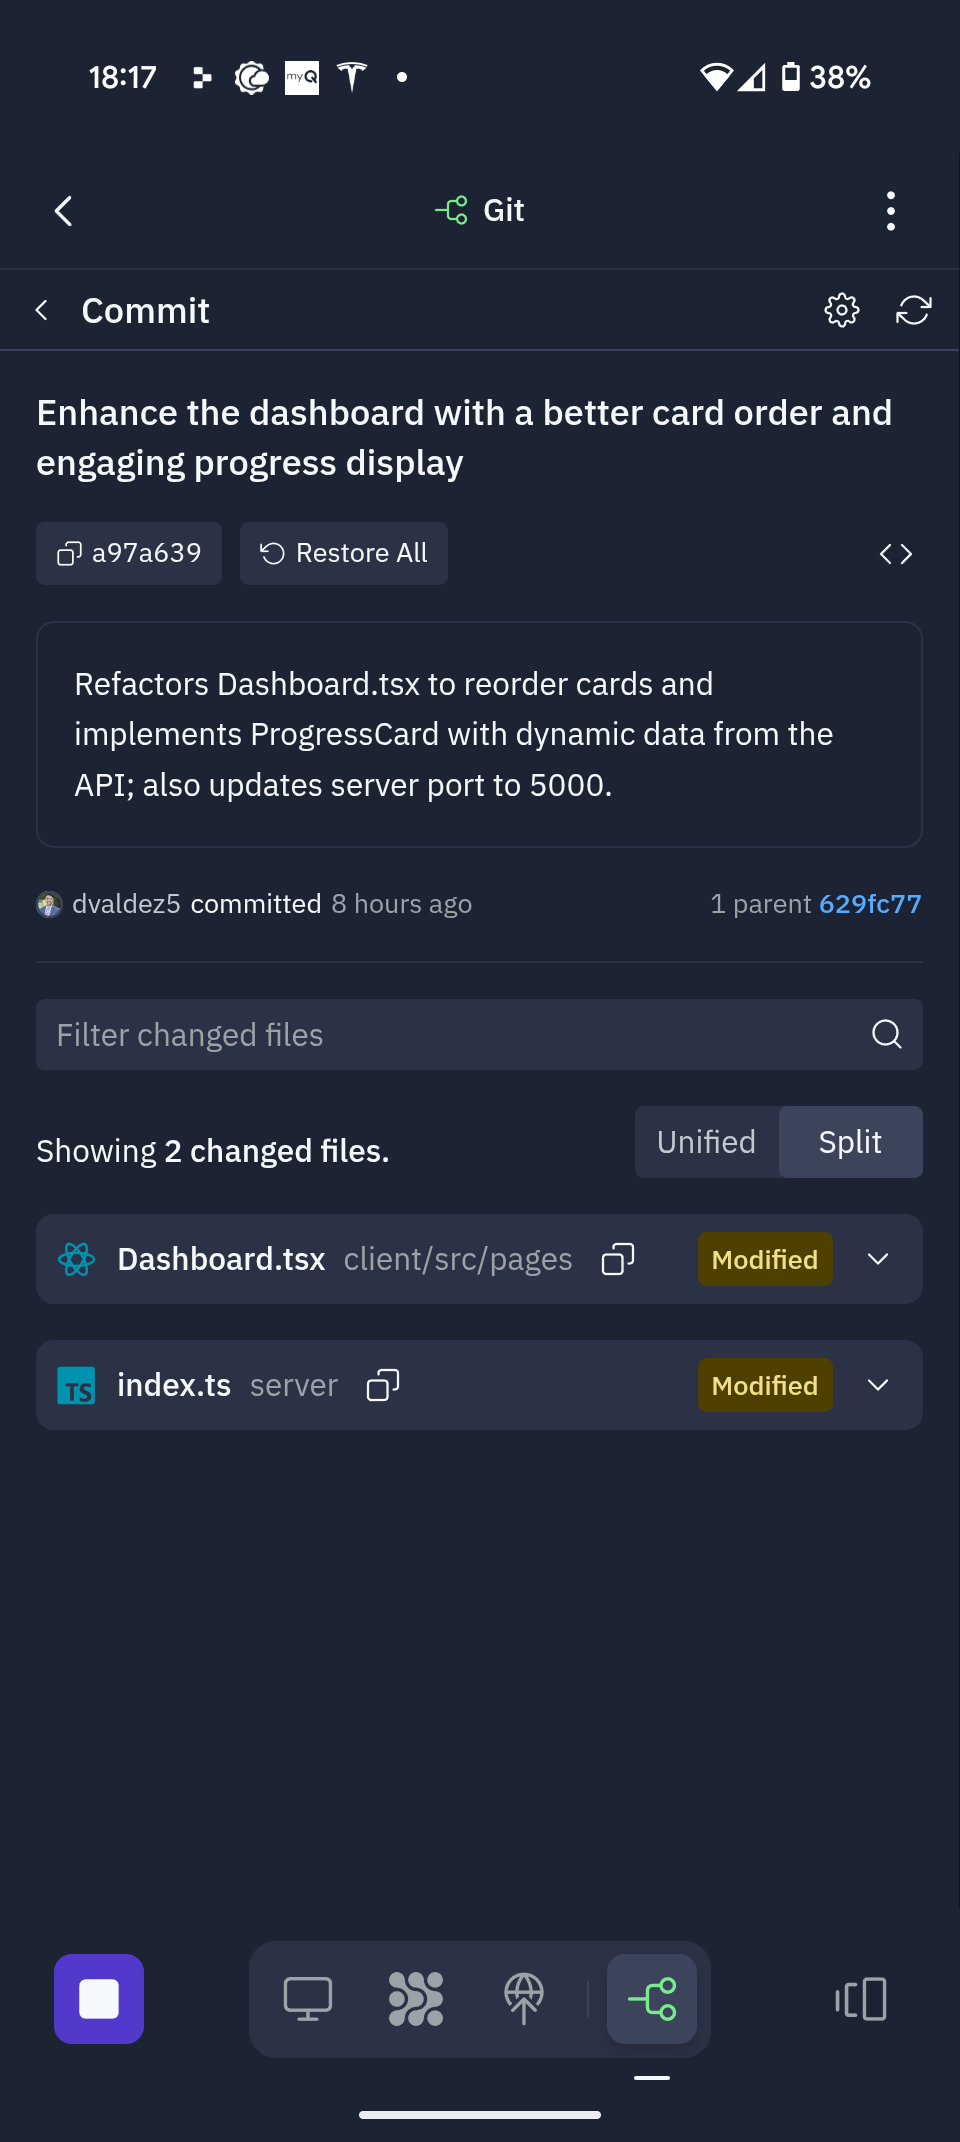 18:17
myQ
38%
Git
Commit
Enhance the dashboard with a better card order and
engaging progress display
a97a639
Restore All
Refactors Dashboard.tsx to reorder cards and
implements ProgressCard with dynamic data from the
API; also updates server port to 5000.
dvaldez5 committed 8 hours ago
1 parent 629fc77
Filter changed files
Showing 2 changed files.
Unified
Split
Dashboard.tsx client/src/pages
Modified
TS
index.ts server
Modified